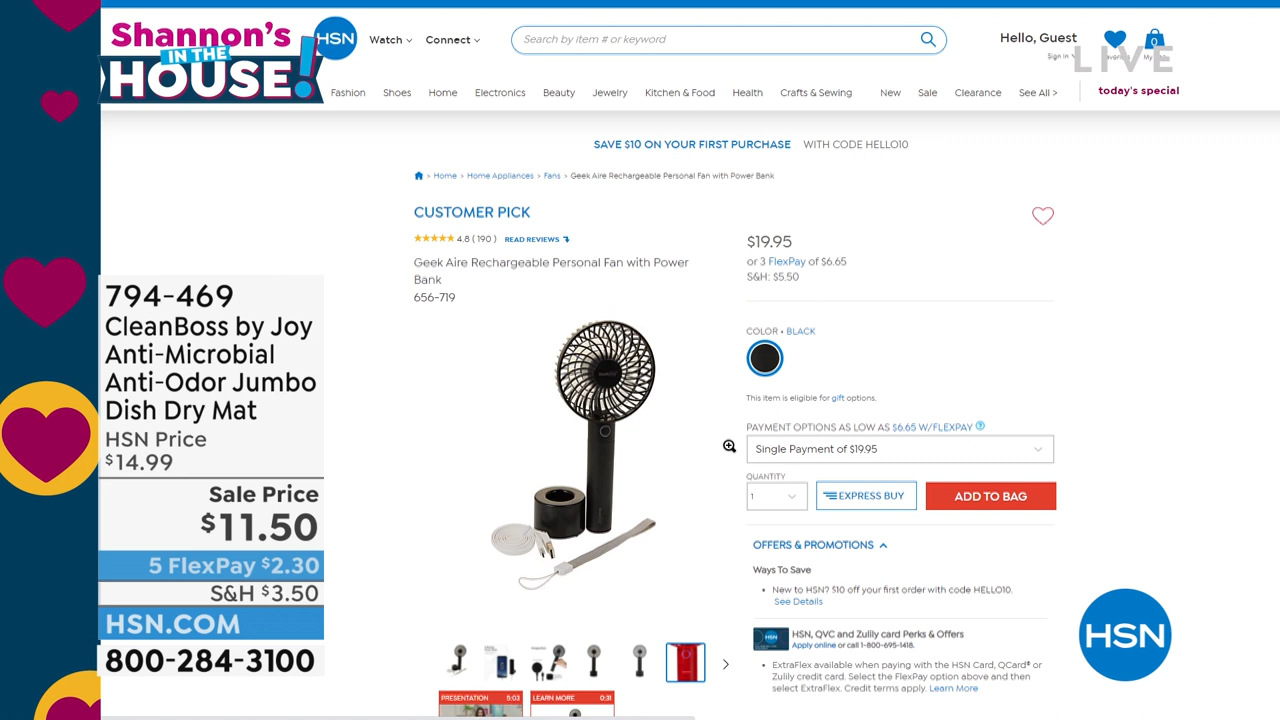 Shannon's
IN THE
HOUSE!
HSN
Watch
Connect
Search by item # or keyword
Hello, Guest
Sign In
0
LIVE
Fashion Shoes Home Electronics Beauty Jewelry Kitchen & Food Health Crafts & Sewing New Sale Clearance See All >
today's special
SAVE $10 ON YOUR FIRST PURCHASE WITH CODE HELLO10
> Home > Home Appliances > Fans > Geek Aire Rechargeable Personal Fan with Power Bank
CUSTOMER PICK
4.8 ( 190 ) READ REVIEWS
Geek Aire Rechargeable Personal Fan with Power
Bank
656-719
$19.95
or 3 FlexPay of $6.65
S&H: $5.50
COLOR • BLACK
This item is eligible for gift options.
PAYMENT OPTIONS AS LOW AS $6.65 W/FLEXPAY ?
Single Payment of $19.95
QUANTITY
1
EXPRESS BUY
ADD TO BAG
OFFERS & PROMOTIONS
Ways To Save
• New to HSN? $10 off your first order with code HELLO10.
See Details
HSN, QVC and Zulily card Perks & Offers
Apply online or call 1-800-695-1418.
• ExtraFlex available when paying with the HSN Card, QCard® or
Zulily credit card. Select the FlexPay option above and then
select ExtraFlex. Credit terms apply. Learn More
PRESENTATION 5:03
LEARN MORE 0:31
794-469
CleanBoss by Joy
Anti-Microbial
Anti-Odor Jumbo
Dish Dry Mat
HSN Price
$14.99
Sale Price
$11.50
5 FlexPay $2.30
S&H $3.50
HSN.COM
800-284-3100
HSN